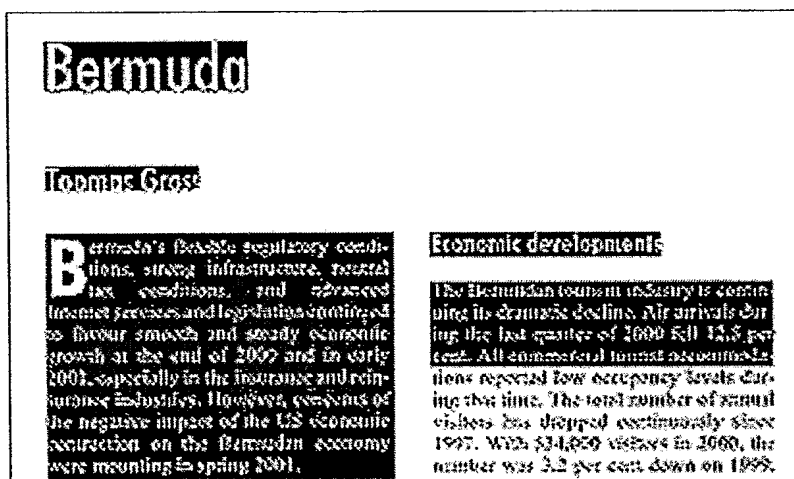 Bermuda
Toomas Gross
Bermuda's flexible regulatory condi-
tions, strong infrastructure, neutral
tax conditions, and advanced
Internet services and legislation continued
to favour smooth and steady economic
growth at the end of 2000 and in early
2001, especially in the insurance and rein-
surance industries. However, concerns of
the negative impact of the US economic
contraction on the Bermudan economy
were mounting in spring 2001.
Economic developments
The Bermudan tourist industry is contin-
uing its dramatic decline. Air arrivals dur-
ing the last quarter of 2000 fell 12.5 per
cent. All commercial tourist accommoda-
tions reported low occupancy levels dur-
ing that time. The total number of annual
visitors has dropped continuously since
1997. With 534,000 visitors in 2000, the
number was 3.2 per cent down on 1999.